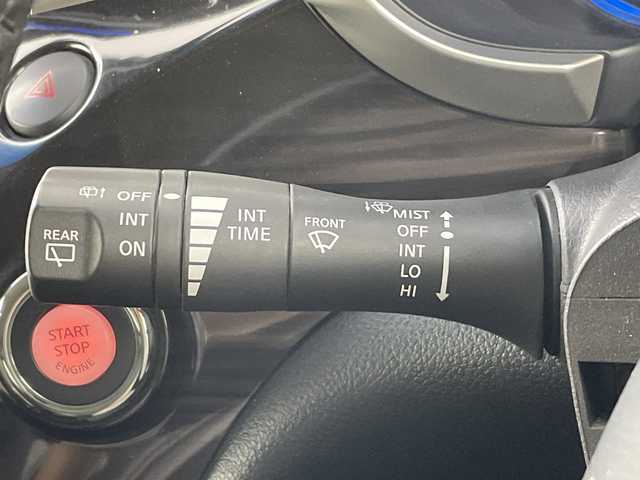 REAR
OFF
INT
ON
INT
TIME
FRONT
MIST
OFF
INT
LO
HI
START
STOP
ENGINE